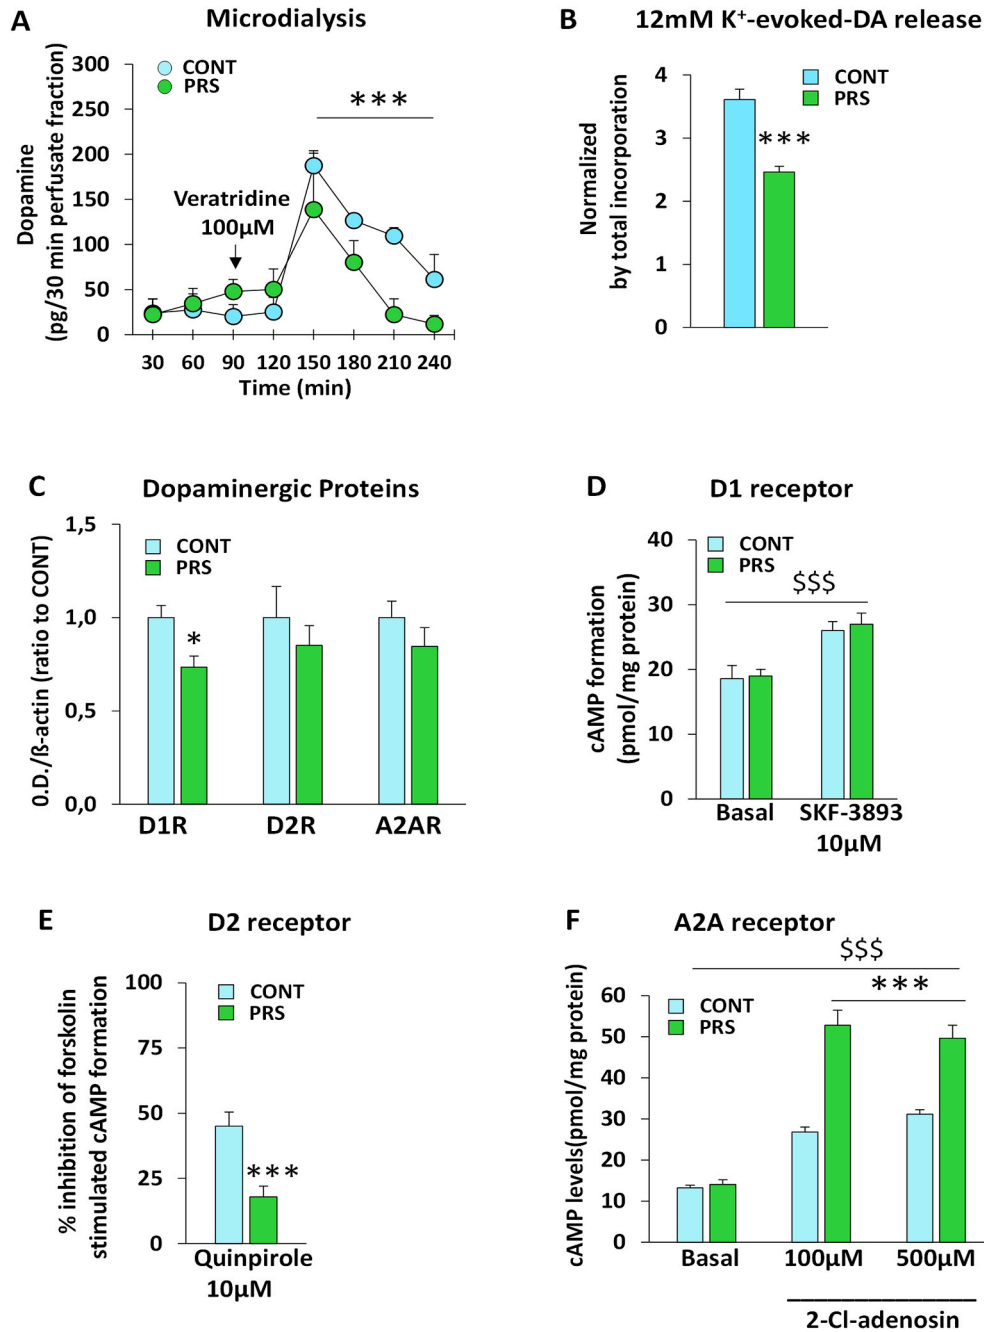 A
Microdialysis
Dopamine
(pg/30 min perfusate fraction)
300
250
200
150
100
50
0
CONT
PRS
***
Veratridine
100µM
30 60 90 120 150 180 210 240
Time (min)
B
12mM K⁺-evoked-DA release
Normalized
by total incorporation
4
3
2
1
0
CONT
PRS
***
C
Dopaminergic Proteins
0.D./ß-actin (ratio to CONT)
1,5
1,0
0,5
0,0
CONT
PRS
*
D1R D2R A2AR
D
D1 receptor
cAMP formation
(pmol/mg protein)
40
30
20
10
0
CONT
PRS
$$$
Basal SKF-3893
10µM
E
D2 receptor
% inhibition of forskolin
stimulated cAMP formation
100
75
50
25
0
CONT
PRS
***
Quinpirole
10µM
F
A2A receptor
cAMP levels(pmol/mg protein)
60
50
40
30
20
10
0
$$$
***
CONT
PRS
Basal 100µM 500µM
2-Cl-adenosin